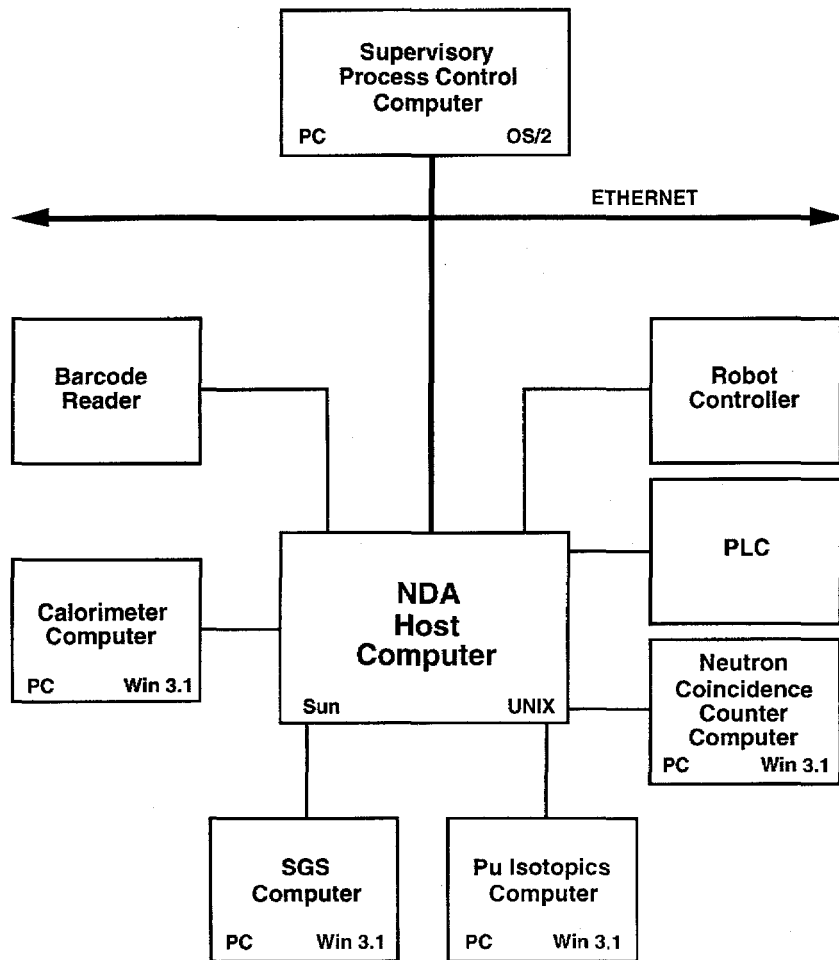 Supervisory
Process Control
Computer
PC OS/2
ETHERNET
Barcode
Reader
Robot
Controller
PLC
NDA
Host
Computer
Sun UNIX
Calorimeter
Computer
PC Win 3.1
Neutron
Coincidence
Counter
Computer
PC Win 3.1
SGS
Computer
PC Win 3.1
Pu Isotopics
Computer
PC Win 3.1